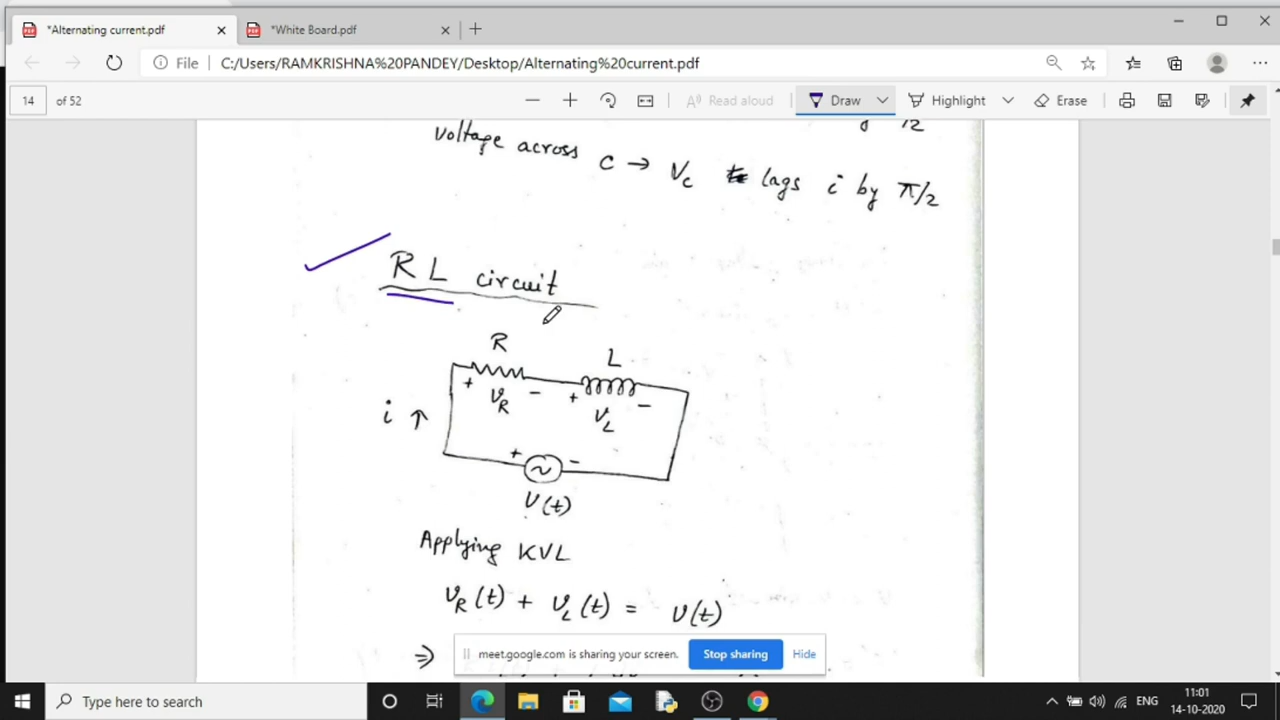 *Alternating current.pdf
*White Board.pdf
File | C:/Users/RAMKRISHNA%20PANDEY/Desktop/Alternating%20current.pdf
14 of 52
Read aloud
Draw
Highlight
Erase
voltage across C → Vc lags i by π/2
RL circuit
R
L
+ VR -
+ VL -
i ↑
+ -
V(t)
Applying KVL
VR(t) + VL(t) = V(t)
⇒
meet.google.com is sharing your screen.
Stop sharing
Hide
Type here to search
ENG
11:01
14-10-2020